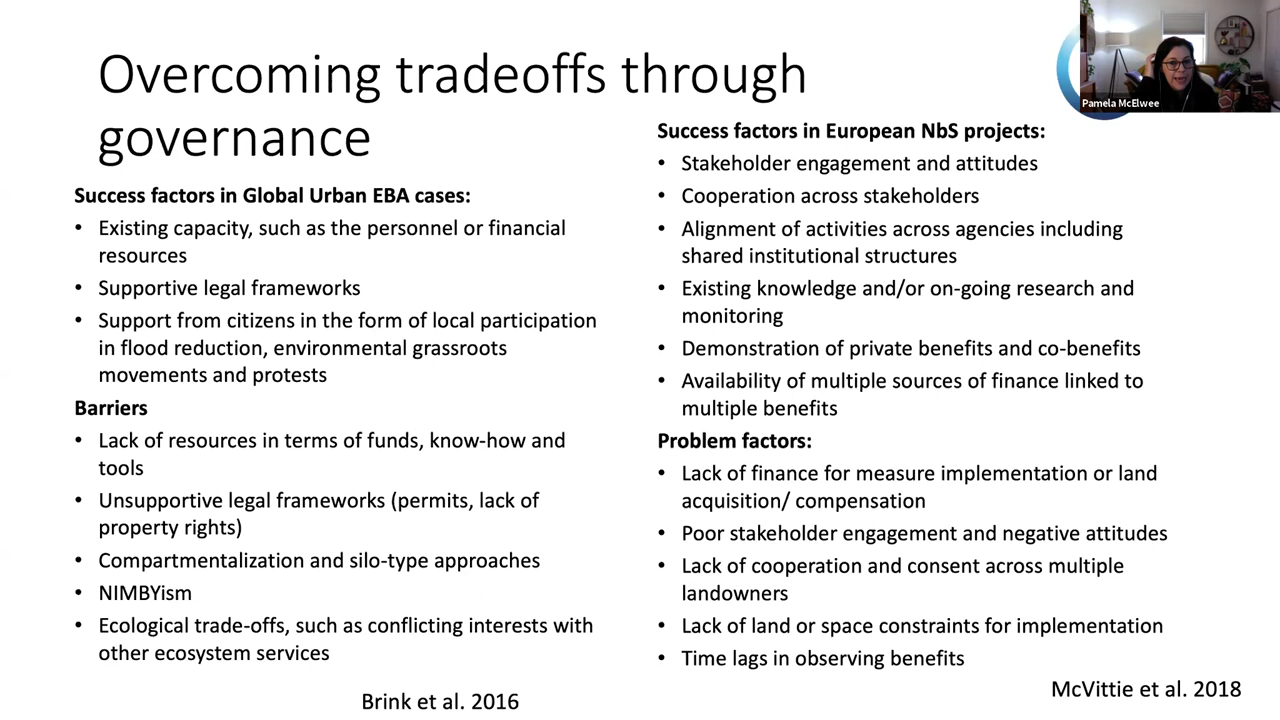 Overcoming tradeoffs through
governance
Success factors in Global Urban EBA cases:
• Existing capacity, such as the personnel or financial
resources
• Supportive legal frameworks
• Support from citizens in the form of local participation
in flood reduction, environmental grassroots
movements and protests
Barriers
• Lack of resources in terms of funds, know-how and
tools
• Unsupportive legal frameworks (permits, lack of
property rights)
• Compartmentalization and silo-type approaches
• NIMBYism
• Ecological trade-offs, such as conflicting interests with
other ecosystem services
Brink et al. 2016
Success factors in European NbS projects:
• Stakeholder engagement and attitudes
• Cooperation across stakeholders
• Alignment of activities across agencies including
shared institutional structures
• Existing knowledge and/or on-going research and
monitoring
• Demonstration of private benefits and co-benefits
• Availability of multiple sources of finance linked to
multiple benefits
Problem factors:
• Lack of finance for measure implementation or land
acquisition/ compensation
• Poor stakeholder engagement and negative attitudes
• Lack of cooperation and consent across multiple
landowners
• Lack of land or space constraints for implementation
• Time lags in observing benefits
McVittie et al. 2018
Pamela McElwee